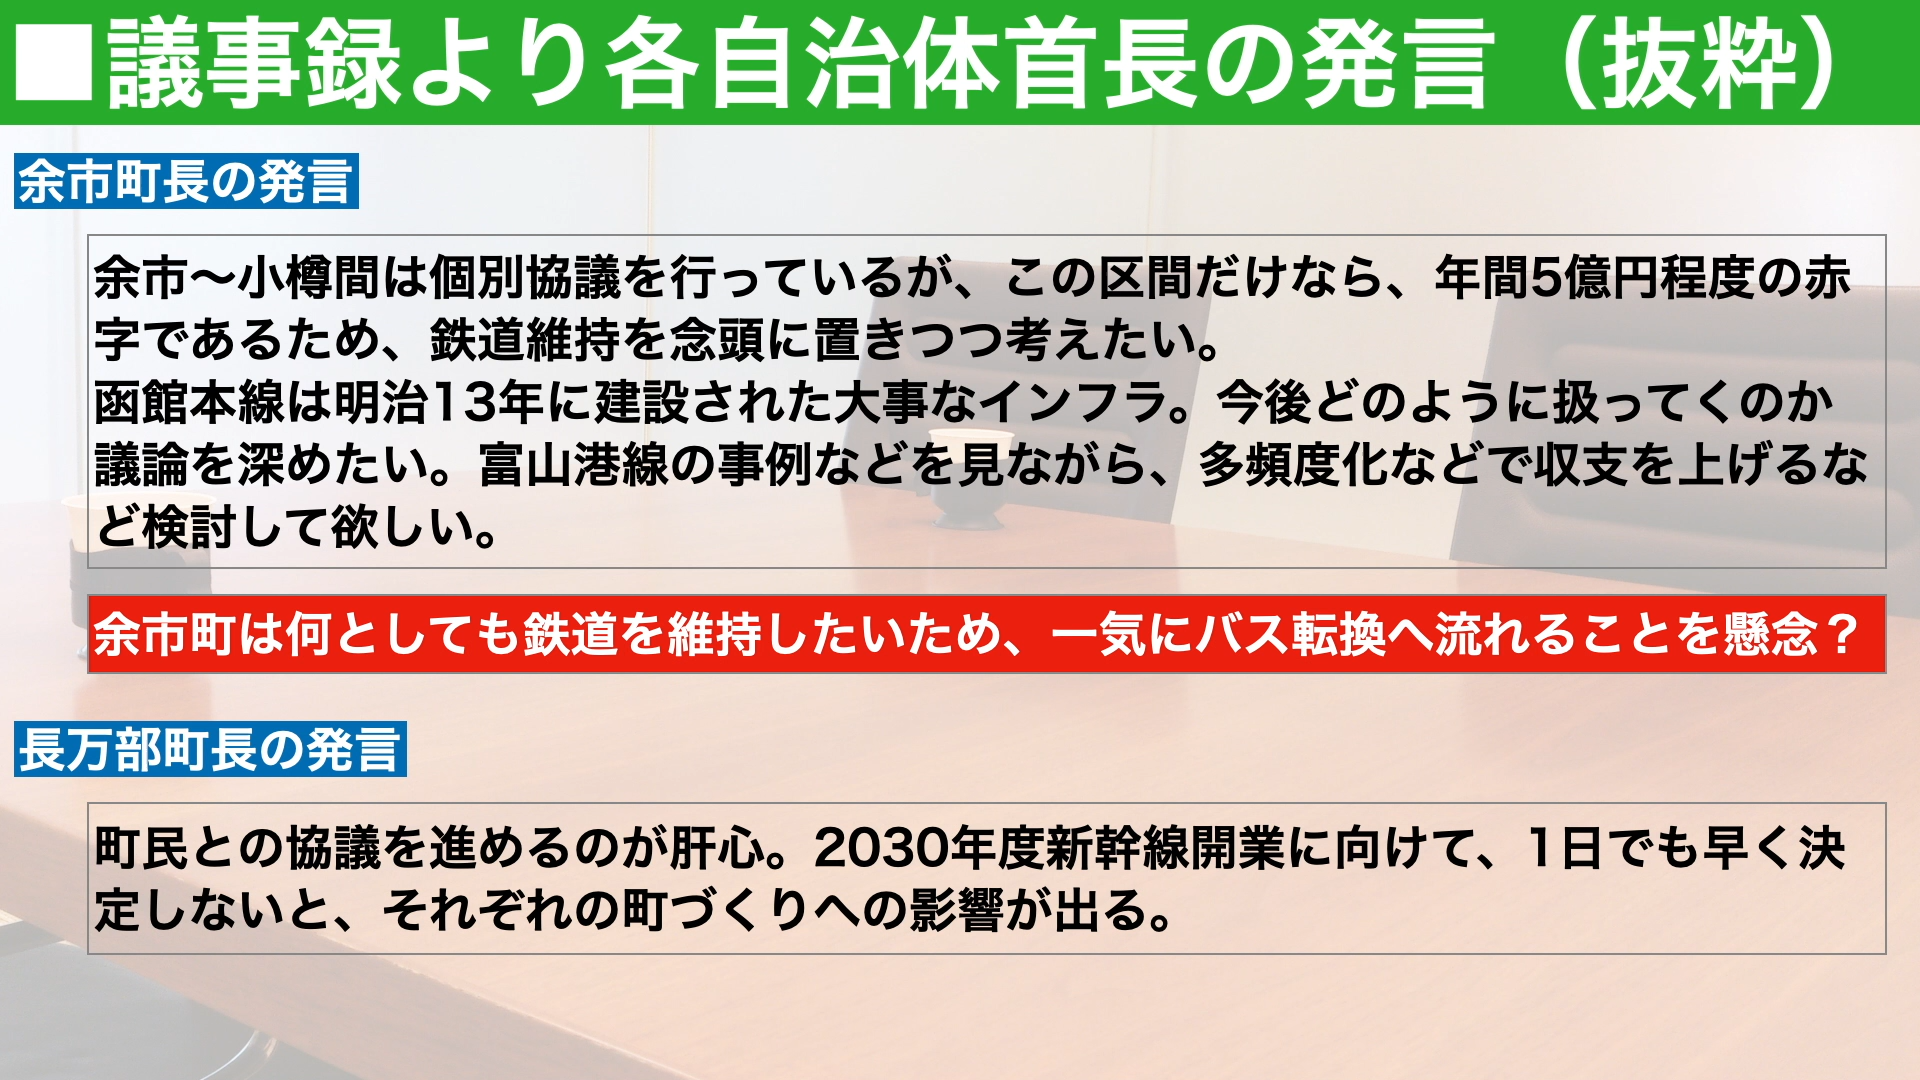 ■議事録より各自治体首長の発言（抜粋）
余市町長の発言
余市〜小樽間は個別協議を行っているが、この区間だけなら、年間5億円程度の赤
字であるため、鉄道維持を念頭に置きつつ考えたい。
函館本線は明治13年に建設された大事なインフラ。今後どのように扱ってくのか
議論を深めたい。富山港線の事例などを見ながら、多頻度化などで収支を上げるな
ど検討して欲しい。
余市町は何としても鉄道を維持したいため、一気にバス転換へ流れることを懸念？
長万部町長の発言
町民との協議を進めるのが肝心。2030年度新幹線開業に向けて、1日でも早く決
定しないと、それぞれの町づくりへの影響が出る。